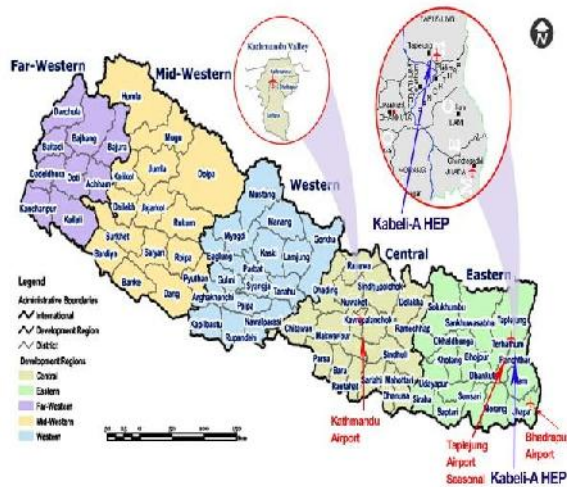 Kathmandu Valley
N
Far-Western
Mid-Western
Western
Central
Eastern
Kabeli-A HEP
Humla
Darchula
Bajhang
Baitadi
Bajura
Mugu
Doti
Achham
Kalikot
Jumla
Dolpa
Kanchanpur
Kailali
Dailekh
Jajarkot
Rukum
Surkhet
Salyan
Rolpa
Bardiya
Banke
Dang
Pyuthan
Mustang
Manang
Myagdi
Gorkha
Kaski
Lamjung
Baglung
Parbat
Gulmi
Syangja
Tanahu
Arghakhanchi
Palpa
Kapilbastu
Rupandehi
Nawalparasi
Rasuwa
Dhading
Sindhupalchok
Nuwakot
Dolakha
Kavrepalanchok
Ramechhap
Chitawan
Makwanpur
Sindhuli
Parsa
Bara
Rautahat
Sarlahi
Mahottari
Dhanusa
Siraha
Solukhumbu
Sankhuwasabha
Taplejung
Okhaldhunga
Terhathum
Khotang
Bhojpur
Panchthar
Dhankuta
Udayapur
Ilam
Sunsari
Saptari
Morang
Jhapa
Legend
Administrative Boundaries
International
Development Region
District
Development Regions
Central
Eastern
Far-Western
Mid-Western
Western
Kathmandu
Airport
Taplejung
Airport
Seasonal
Bhadrapur
Airport
Kabeli-A HEP